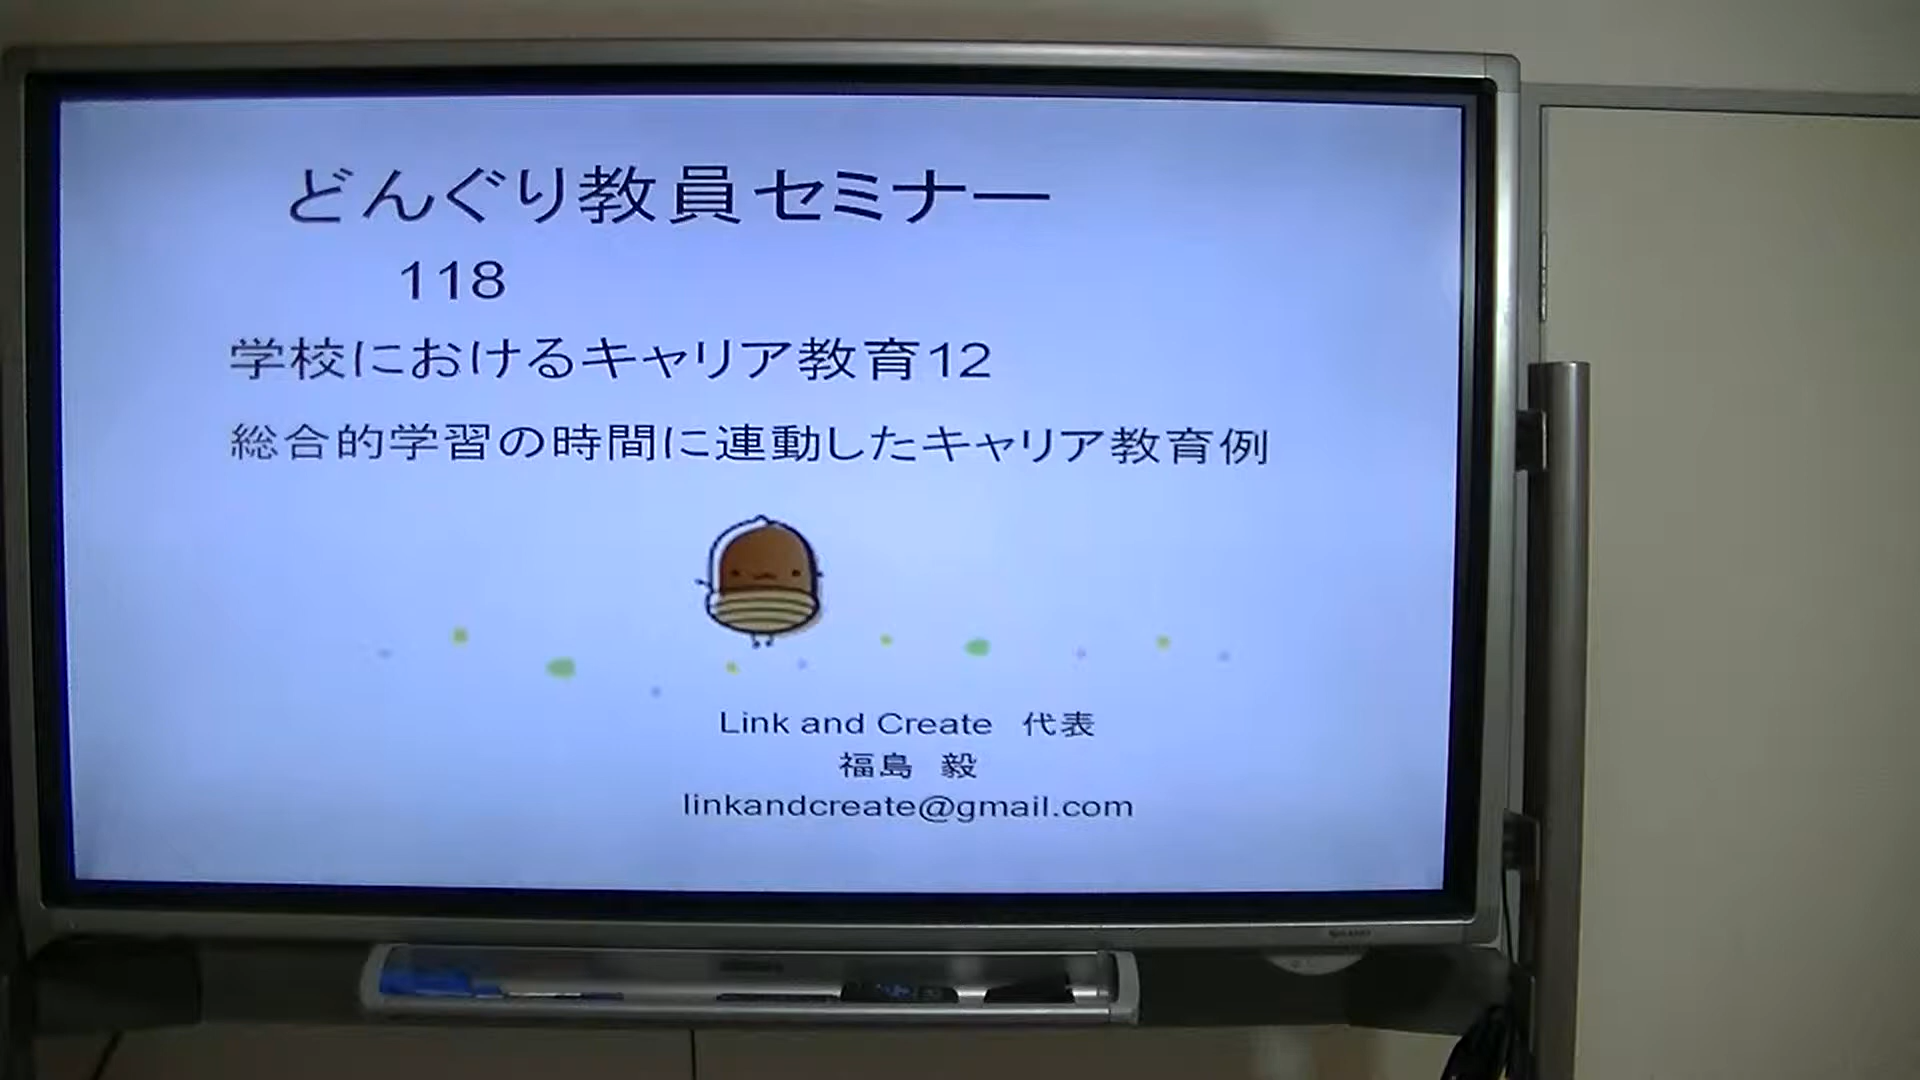 どんぐり教員セミナー
118
学校におけるキャリア教育12
総合的学習の時間に連動したキャリア教育例
Link and Create 代表
福島 毅
linkandcreate@gmail.com